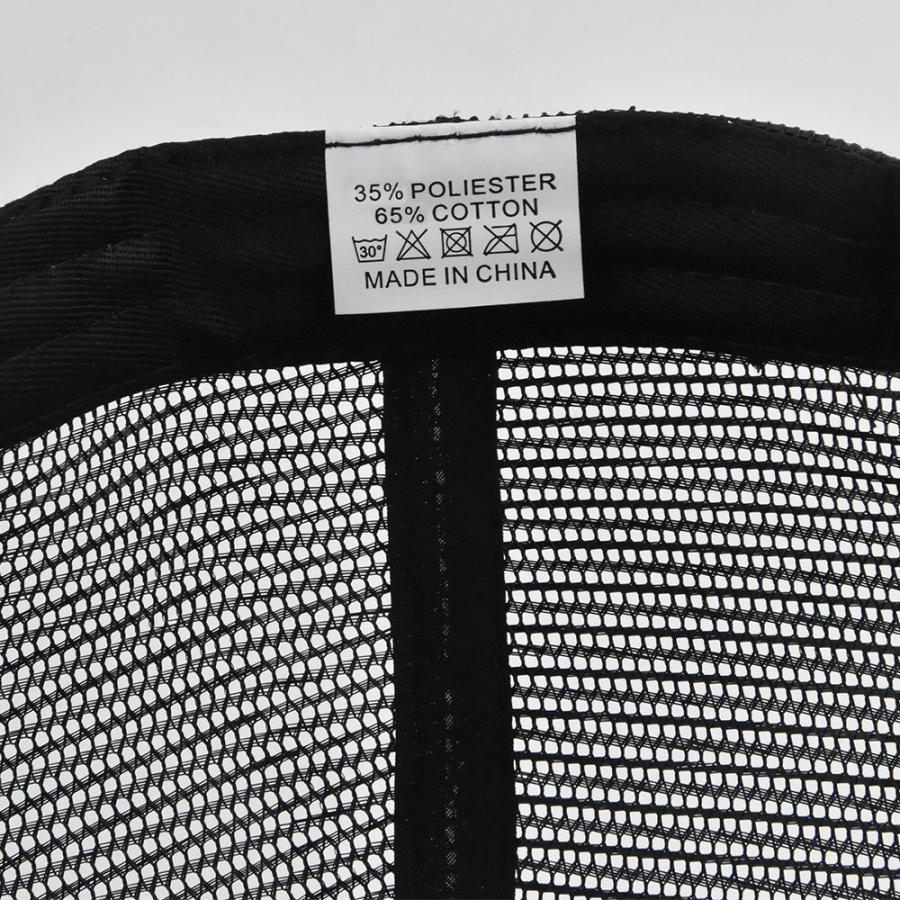 35% POLIESTER
65% COTTON
30°
MADE IN CHINA